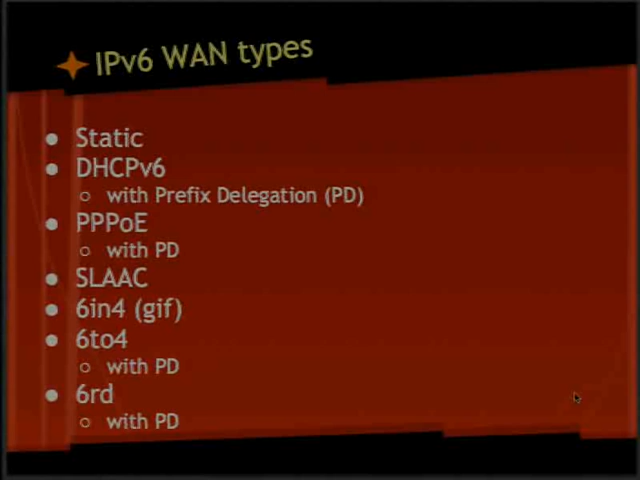 IPv6 WAN types
● Static
● DHCPv6
○ with Prefix Delegation (PD)
● PPPoE
○ with PD
● SLAAC
● 6in4 (gif)
● 6to4
○ with PD
● 6rd
○ with PD